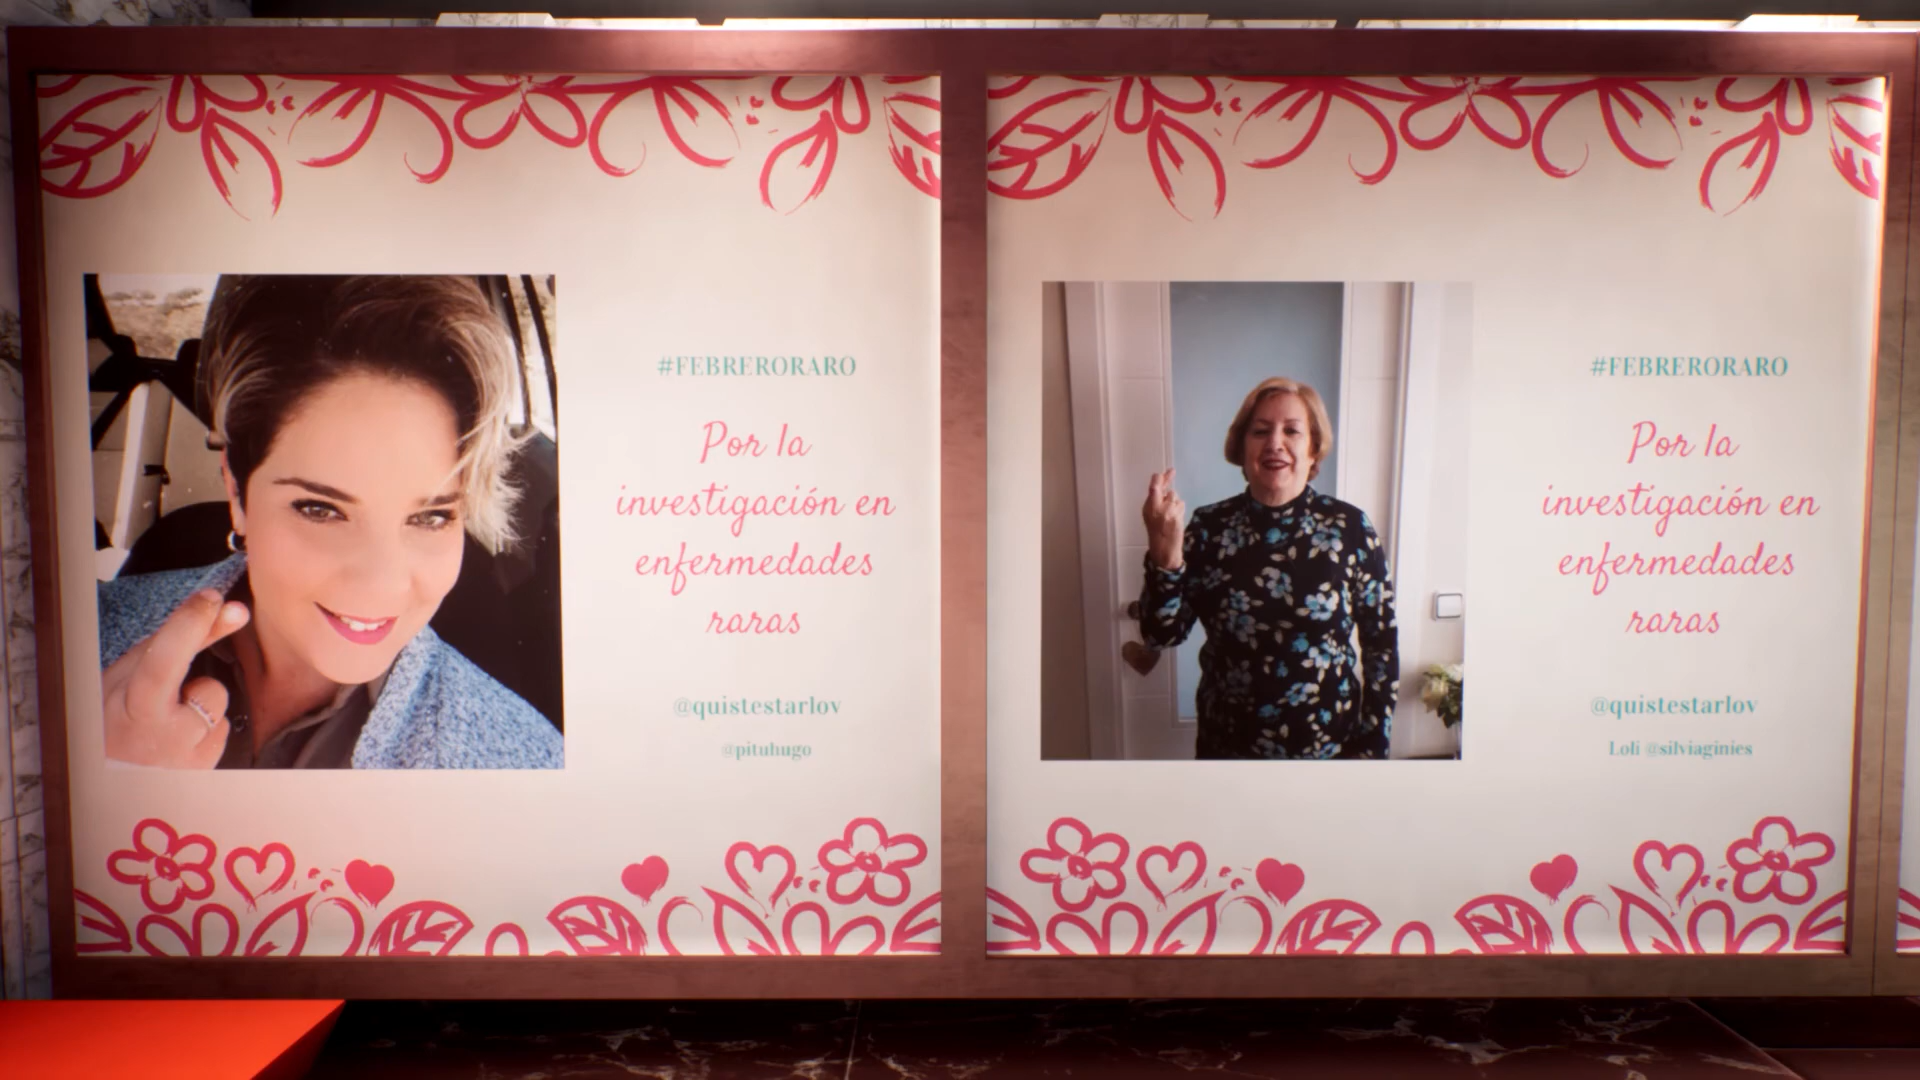 #FEBRERORARO
Por la
investigación en
enfermedades
raras
@quistestarlov
@pituhugo
#FEBRERORARO
Por la
investigación en
enfermedades
raras
@quistestarlov
Loli @silviaginies